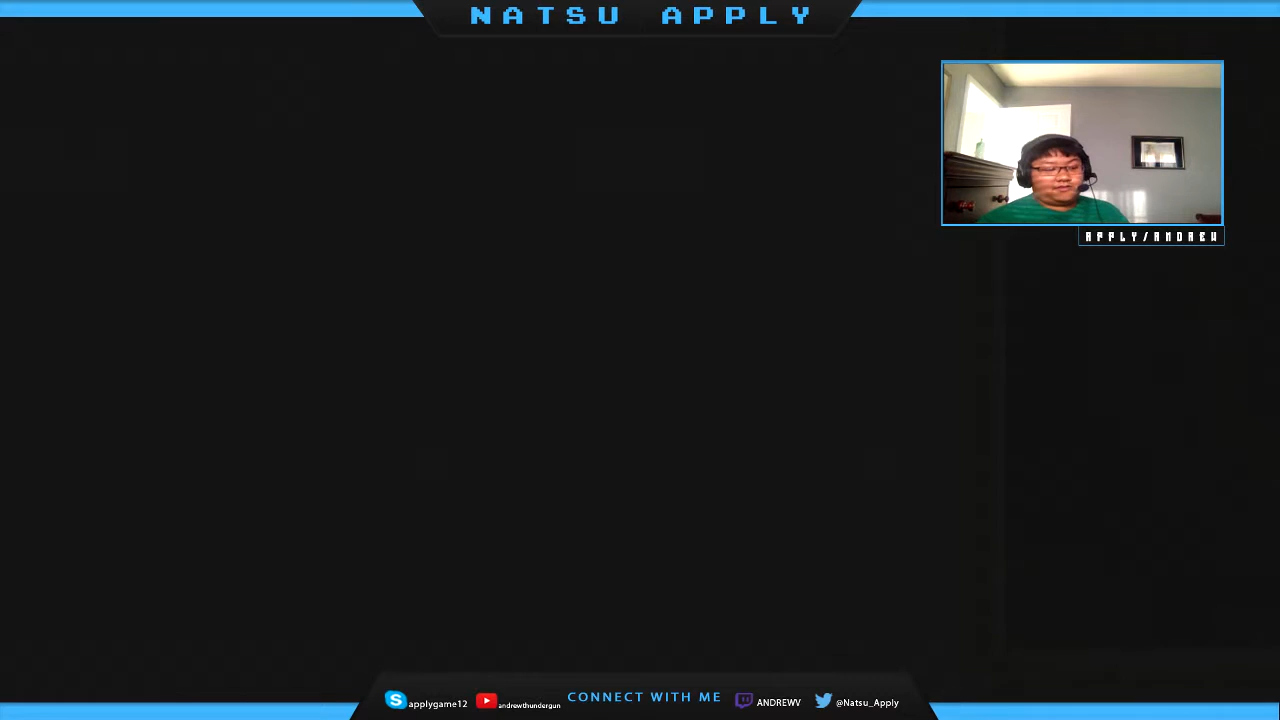 NATSU APPLY
APPLY/ANDREW
applygame12 andrewthundergun CONNECT WITH ME ANDREWV @Natsu_Apply